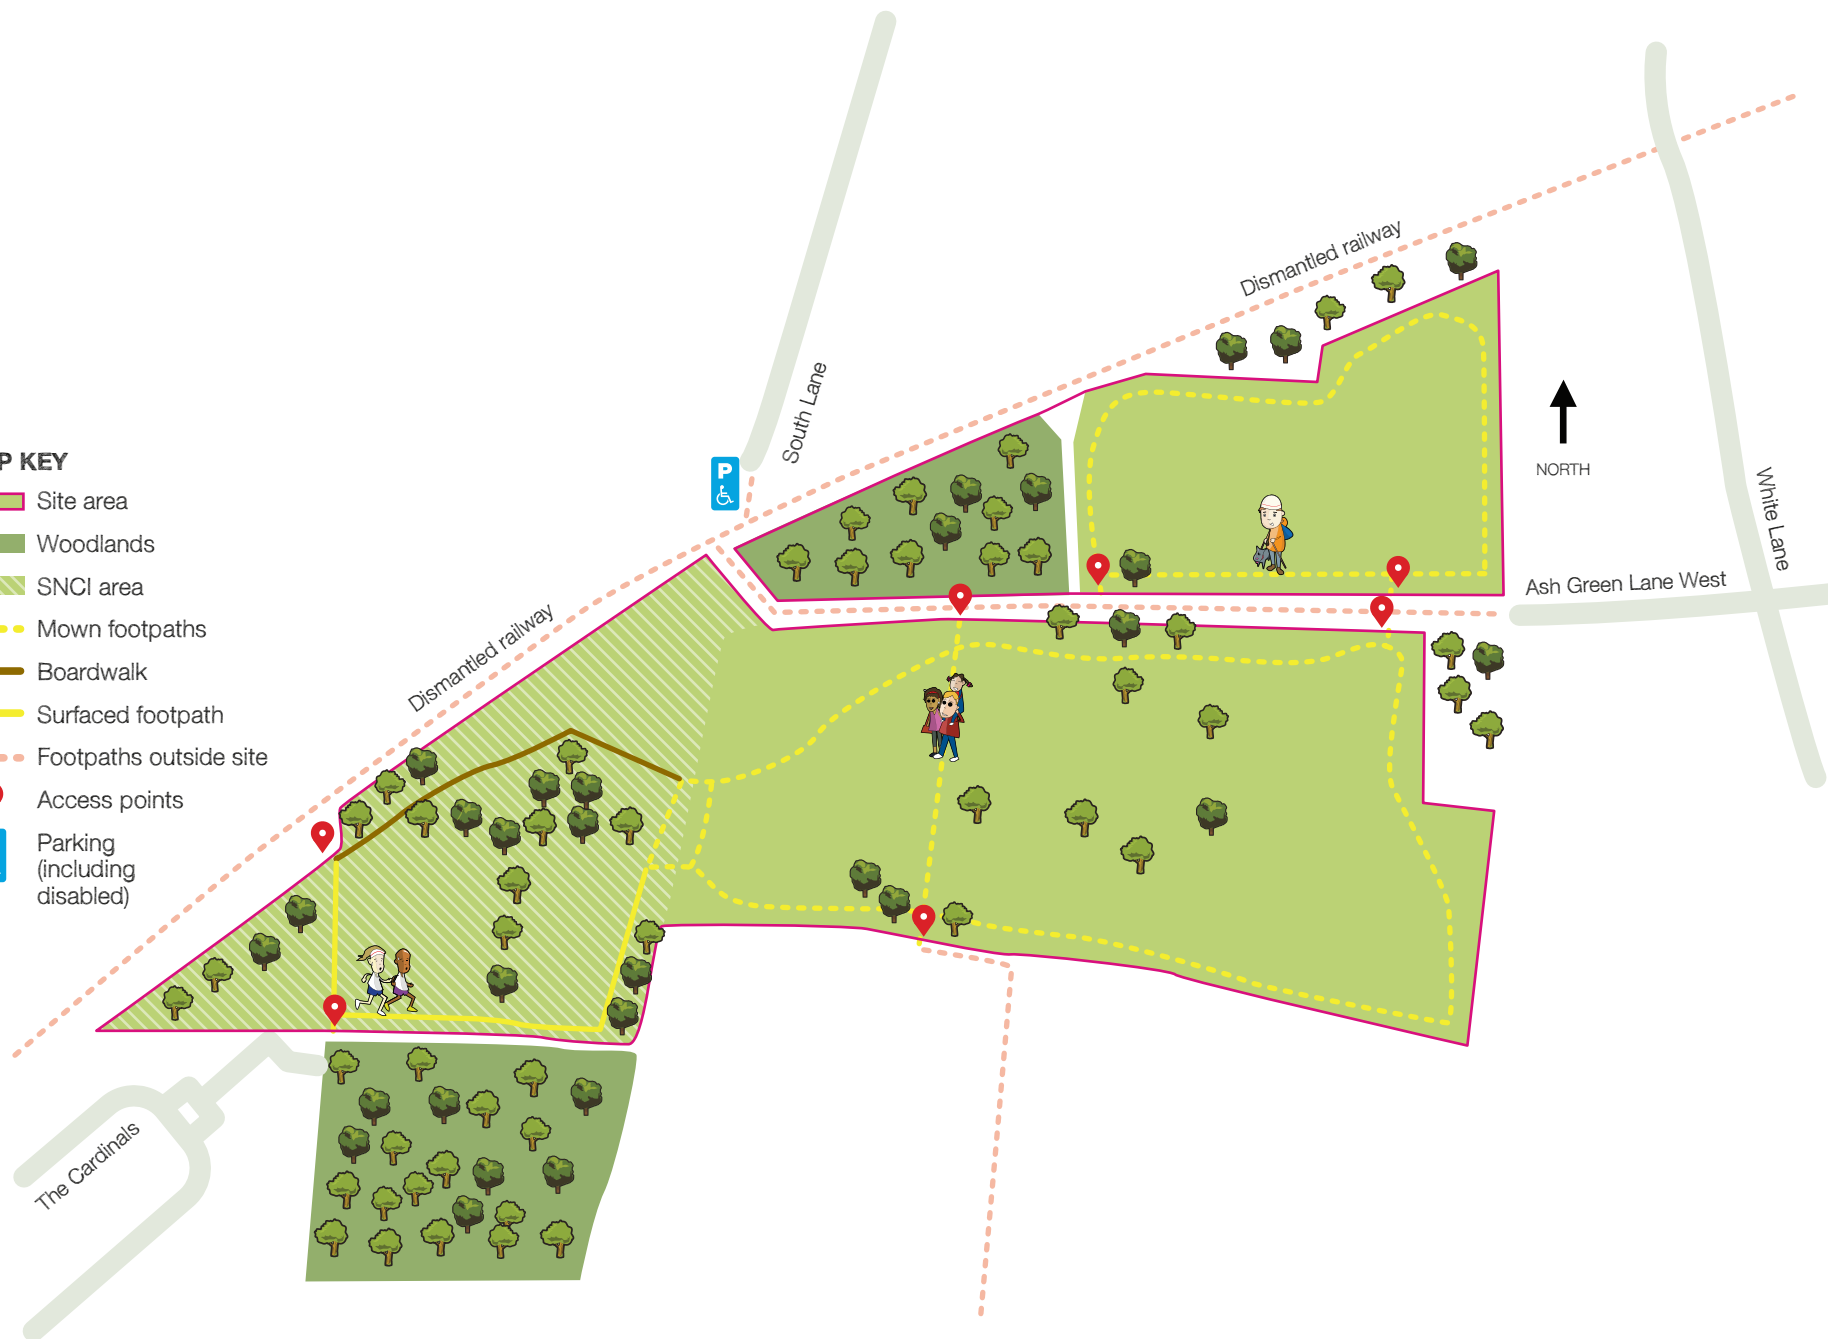 P KEY
Site area
Woodlands
SNCI area
Mown footpaths
Boardwalk
Surfaced footpath
Footpaths outside site
Access points
Parking
(including
disabled)
South Lane
P
Dismantled railway
Dismantled railway
NORTH
White Lane
Ash Green Lane West
The Cardinals